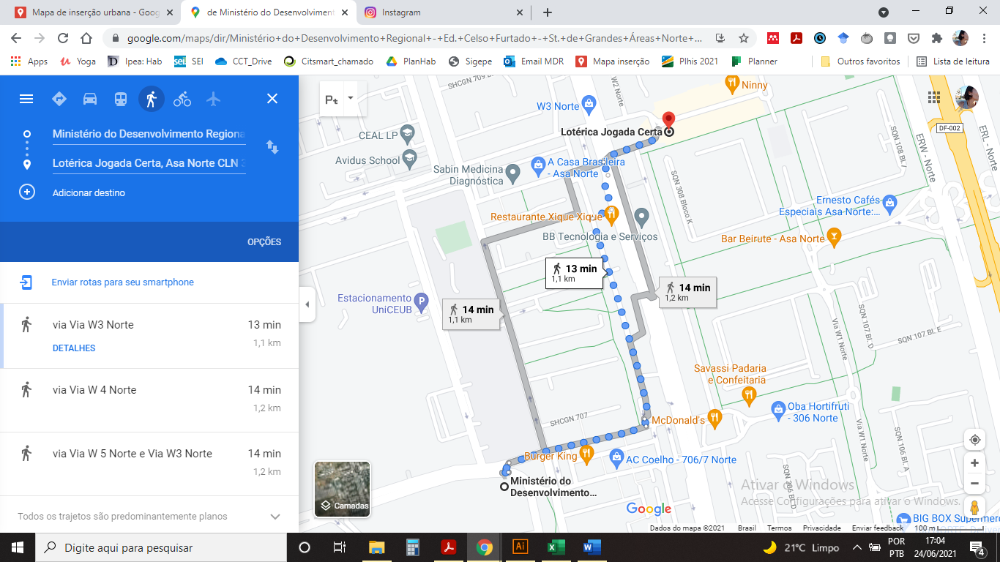 Mapa de inserção urbana - Goog
de Ministério do Desenvolviment
Instagram
google.com/maps/dir/Ministério+do+Desenvolvimento+Regional+-+Ed.+Celso+Furtado+-+St.+de+Grandes+Áreas+Norte+...
Apps
Yoga
Ipea: Hab
SEI
CCT_Drive
Citsmart_chamado
PlanHab
Sigepe
Email MDR
Mapa inserção
Plhis 2021
Planner
Outros favoritos
Lista de leitura
Ministério do Desenvolvimento Regiona
Lotérica Jogada Certa, Asa Norte CLN 3
Adicionar destino
OPÇÕES
Enviar rotas para seu smartphone
via Via W3 Norte
13 min
1,1 km
DETALHES
via Via W 4 Norte
14 min
1,2 km
via Via W 5 Norte e Via W3 Norte
14 min
1,2 km
Todos os trajetos são predominantemente planos
SHCGN 709
W2 Norte
Ninny
W3 Norte
Lotérica Jogada Certa
DF-002
CEAL LP
Avidus School
Sabin Medicina
Diagnóstica
A Casa Brasileira
- Asa Norte
SQN 108 Bl. I
ERW - Norte
ERL - Norte
SQN 308 Bloco K
Ernesto Cafés
Especiais Asa Norte:...
Restaurante Xique Xique
BB Tecnologia e Serviços
Bar Beirute - Asa Norte
13 min
1,1 km
14 min
1,2 km
Estacionamento
UniCEUB
14 min
1,1 km
SQN 107 Bl. D
SQN 107 BL. E
Via W1 Norte
Savassi Padaria
e Confeitaria
Oba Hortifruti
- 306 Norte
McDonald's
SHCGN 707
Via W1 Norte
SQN 106 Bl. A
Burger King
AC Coelho - 706/7 Norte
SQN 306 Bl. D
Ministério do
Desenvolvimento...
Camadas
Google
BIG BOX Superme
Ativar o Windows
Acesse Configurações para ativar o Windows.
Dados do mapa ©2021
Brasil
Termos
Privacidade
Enviar feedback
100 m
Digite aqui para pesquisar
21°C Limpo
POR
PTB
17:04
24/06/2021
4